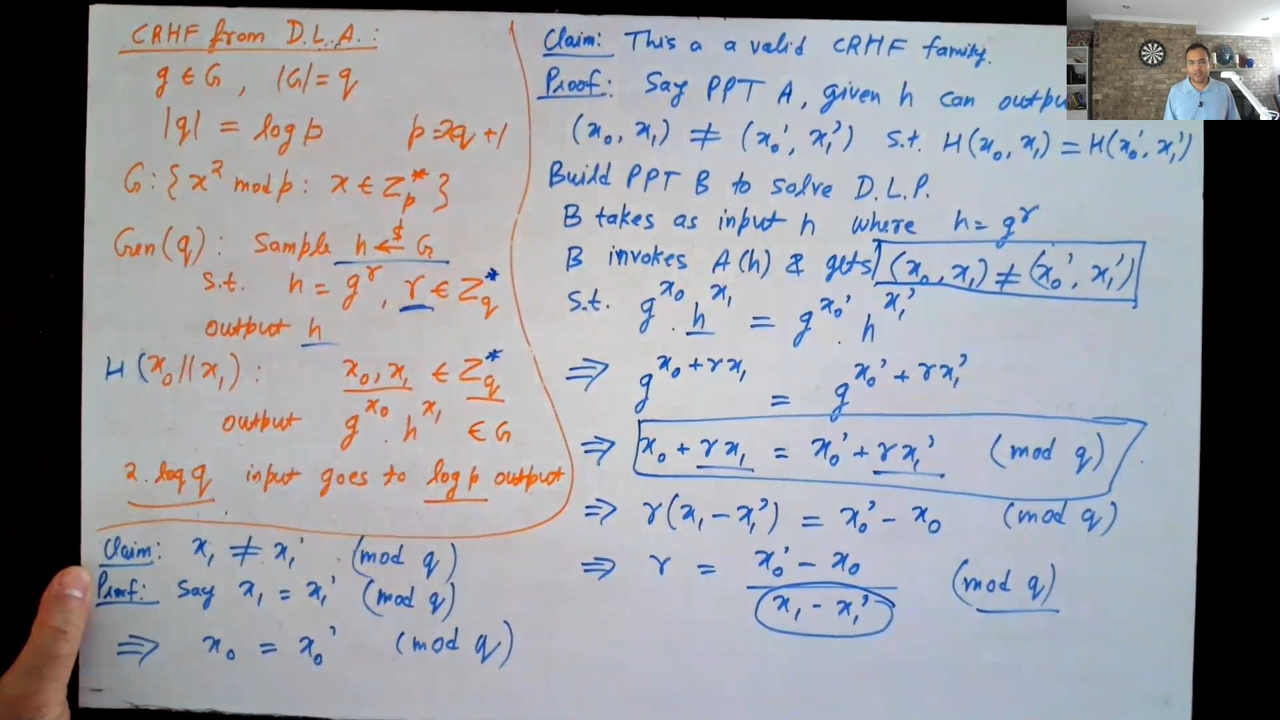 CRHF from D.L.A.:
g ∈ G, |G| = q
|q| = log p    p = 2q + 1
G: { x² mod p : x ∈ Z_p^* }
Gen(q): Sample h ←$ G
s.t. h = g^r, r ∈ Z_q^*
output h
H(x₀||x₁): x₀, x₁ ∈ Z_q^*
output g^x₀ · h^x₁ ∈ G
2. log q input goes to log p output
Claim: x₁ ≠ x₁' (mod q)
Proof: Say x₁ = x₁' (mod q)
⇒ x₀ = x₀' (mod q)
Claim: This a a valid CRHF family.
Proof: Say PPT A, given h can outpu
(x₀, x₁) ≠ (x₀', x₁') s.t. H(x₀, x₁) = H(x₀', x₁')
Build PPT B to solve D.L.P.
B takes as input h where h = g^r
B invokes A(h) & gets (x₀, x₁) ≠ (x₀', x₁')
s.t. g^x₀ · h^x₁ = g^x₀' · h^x₁'
⇒ g^(x₀ + r x₁) = g^(x₀' + r x₁')
⇒ x₀ + r x₁ = x₀' + r x₁' (mod q)
⇒ r(x₁ - x₁') = x₀' - x₀ (mod q)
⇒ r = (x₀' - x₀) / (x₁ - x₁') (mod q)